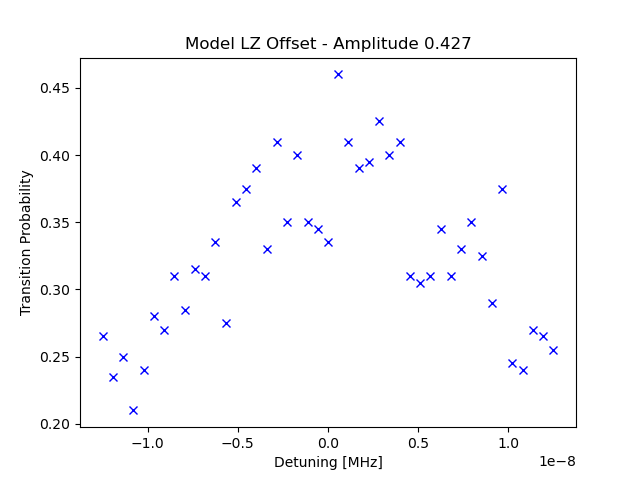 Model LZ Offset - Amplitude 0.427
0.45
0.40
0.35
0.30
0.25
0.20
Transition Probability
−1.0 −0.5 0.0 0.5 1.0
1e−8
Detuning [MHz]